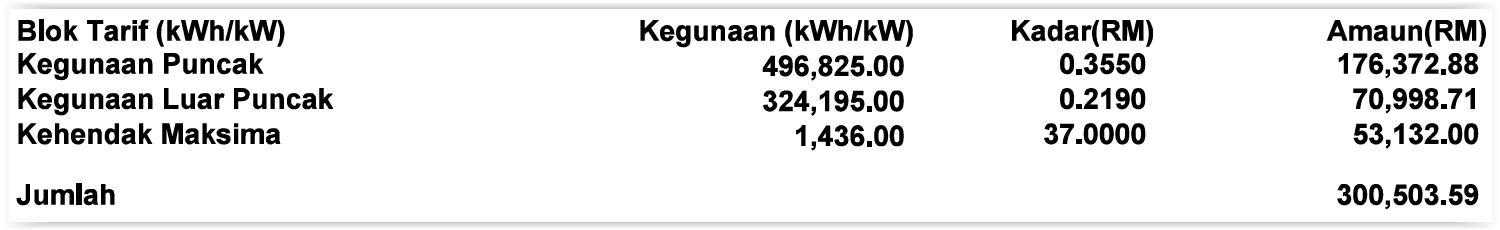 Blok Tarif (kWh/kW) Kegunaan (kWh/kW) Kadar(RM) Amaun(RM)
Kegunaan Puncak 496,825.00 0.3550 176,372.88
Kegunaan Luar Puncak 324,195.00 0.2190 70,998.71
Kehendak Maksima 1,436.00 37.0000 53,132.00
Jumlah 300,503.59